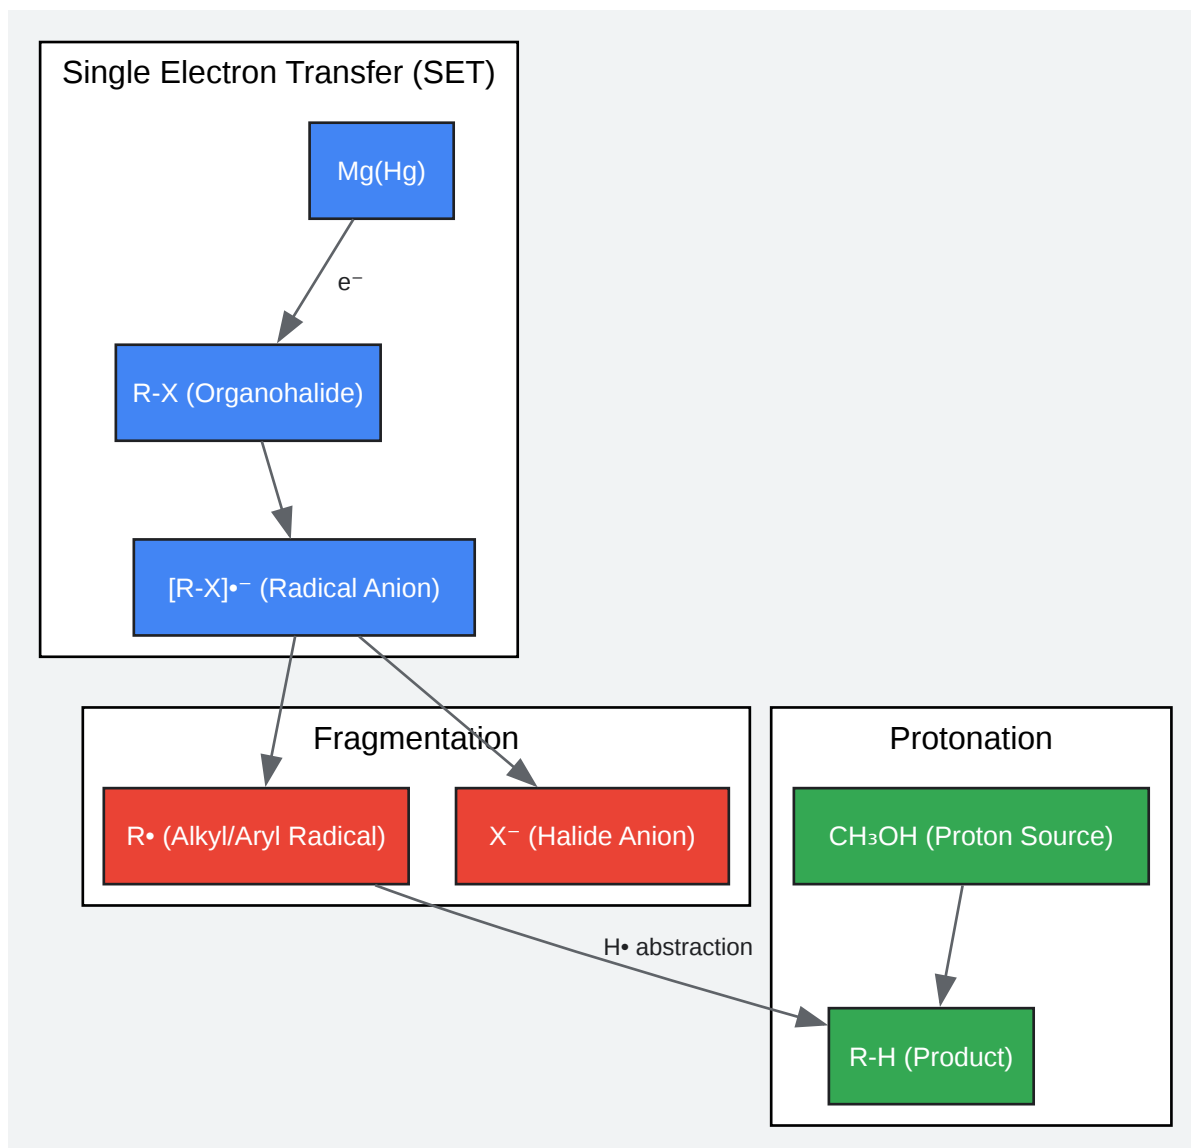 Single Electron Transfer (SET)
Mg(Hg)
e⁻
R-X (Organohalide)
[R-X]•⁻ (Radical Anion)
Fragmentation
R• (Alkyl/Aryl Radical)
X⁻ (Halide Anion)
Protonation
CH₃OH (Proton Source)
H• abstraction
R-H (Product)